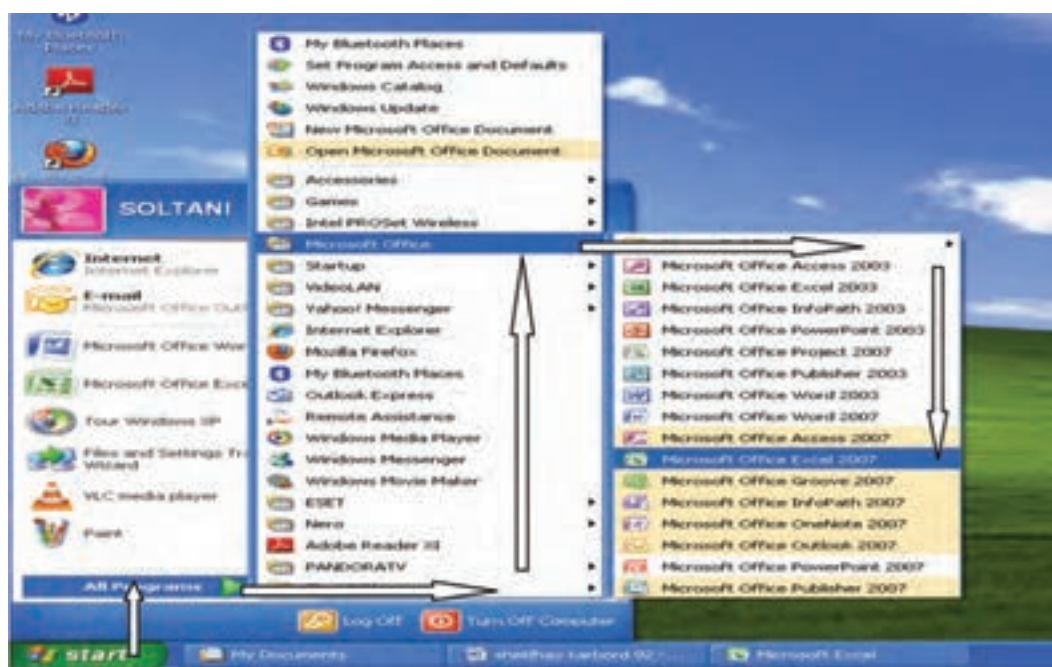 My Bluetooth Places
Adobe Reader
SOLTANI
Internet
Internet Explorer
E-mail
Microsoft Office Outl
Microsoft Office Wor
Microsoft Office Exce
Tour Windows XP
Files and Settings Tr
Wizard
VLC media player
Paint
All Programs
My Bluetooth Places
Set Program Access and Defaults
Windows Catalog
Windows Update
New Microsoft Office Document
Open Microsoft Office Document
Accessories
Games
Intel PROSet Wireless
Microsoft Office
Startup
VideoLAN
Yahoo! Messenger
Internet Explorer
Mozilla Firefox
My Bluetooth Places
Outlook Express
Remote Assistance
Windows Media Player
Windows Messenger
Windows Movie Maker
ESET
Nero
Adobe Reader XI
PANDORATV
Microsoft Office Access 2003
Microsoft Office Excel 2003
Microsoft Office InfoPath 2003
Microsoft Office PowerPoint 2003
Microsoft Office Project 2007
Microsoft Office Publisher 2003
Microsoft Office Word 2003
Microsoft Office Word 2007
Microsoft Office Access 2007
Microsoft Office Excel 2007
Microsoft Office Groove 2007
Microsoft Office InfoPath 2007
Microsoft Office OneNote 2007
Microsoft Office Outlook 2007
Microsoft Office PowerPoint 2007
Microsoft Office Publisher 2007
Log Off
Turn Off Computer
start
My Documents
Microsoft Excel